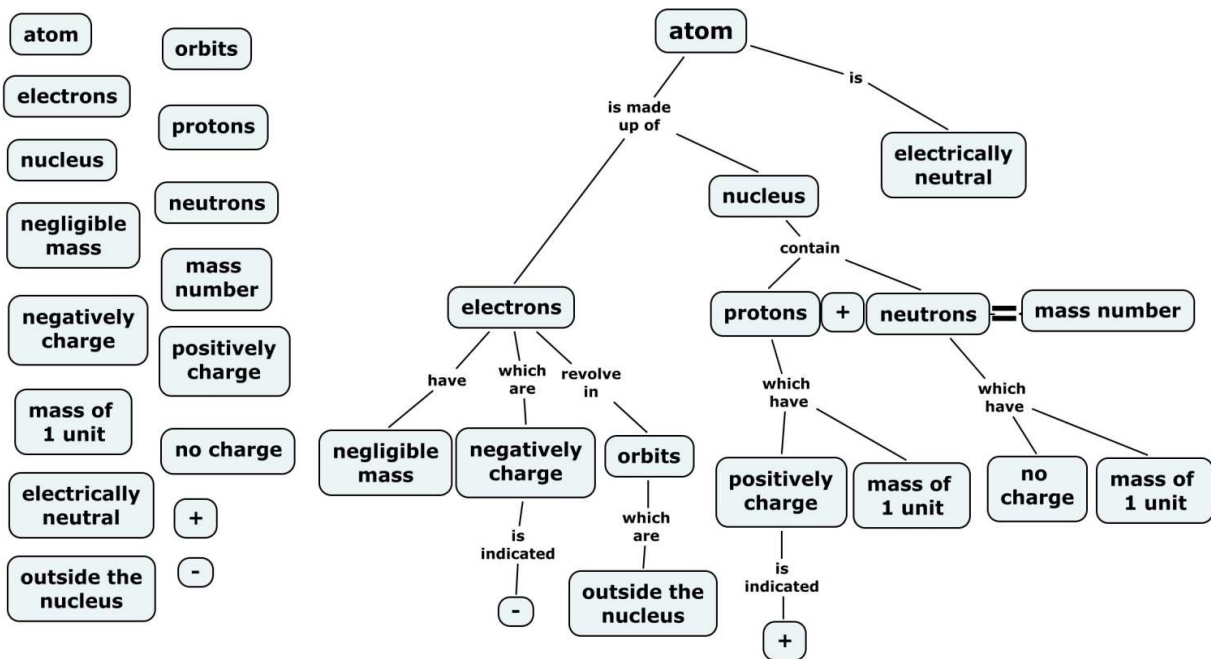 atom
electrons
nucleus
negligible
mass
negatively
charge
mass of
1 unit
electrically
neutral
outside the
nucleus
orbits
protons
neutrons
mass
number
positively
charge
no charge
+
-
atom
is made
up of
is
electrically
neutral
nucleus
contain
electrons
protons + neutrons = mass number
have
which
are
revolve
in
which
have
which
have
negligible
mass
negatively
charge
orbits
positively
charge
mass of
1 unit
no
charge
mass of
1 unit
is
indicated
which
are
is
indicated
-
outside the
nucleus
+